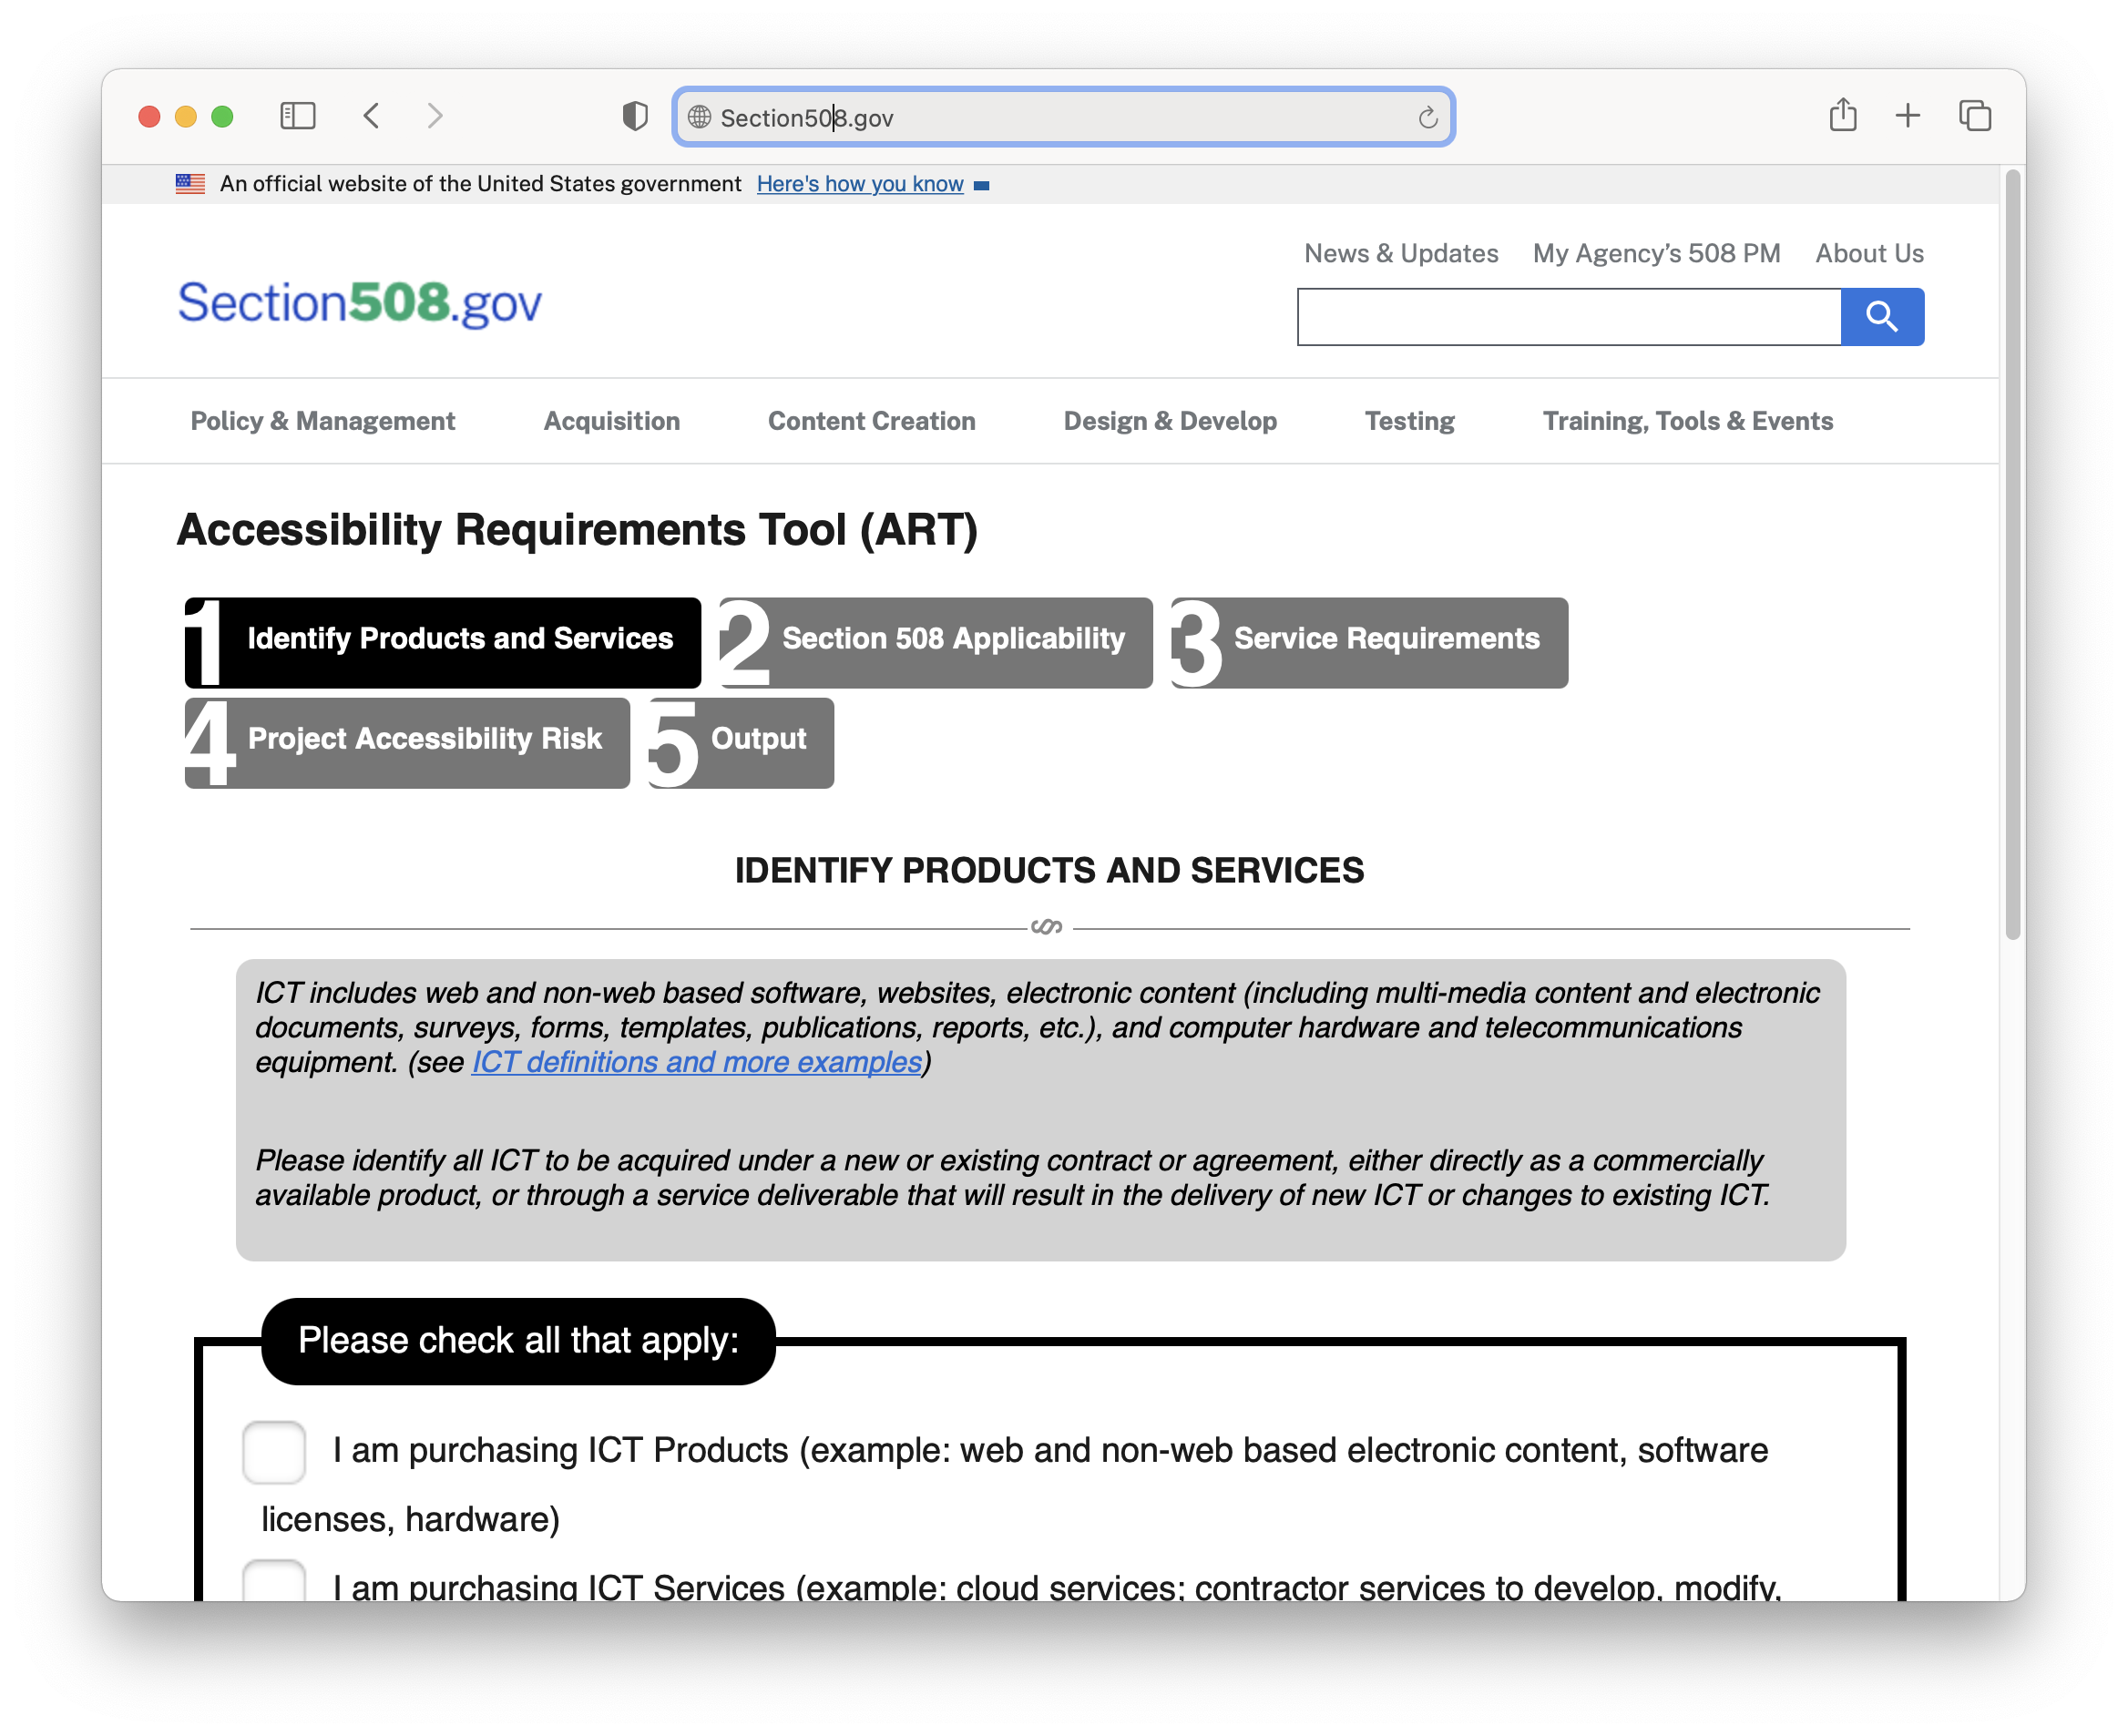 Section508.gov
An official website of the United States government Here's how you know
News & Updates My Agency’s 508 PM About Us
Section508.gov
Policy & Management Acquisition Content Creation Design & Develop Testing Training, Tools & Events
Accessibility Requirements Tool (ART)
1 Identify Products and Services 2 Section 508 Applicability 3 Service Requirements
4 Project Accessibility Risk 5 Output
IDENTIFY PRODUCTS AND SERVICES
§
ICT includes web and non-web based software, websites, electronic content (including multi-media content and electronic
documents, surveys, forms, templates, publications, reports, etc.), and computer hardware and telecommunications
equipment. (see ICT definitions and more examples)
Please identify all ICT to be acquired under a new or existing contract or agreement, either directly as a commercially
available product, or through a service deliverable that will result in the delivery of new ICT or changes to existing ICT.
Please check all that apply:
I am purchasing ICT Products (example: web and non-web based electronic content, software
licenses, hardware)
I am purchasing ICT Services (example: cloud services; contractor services to develop, modify,